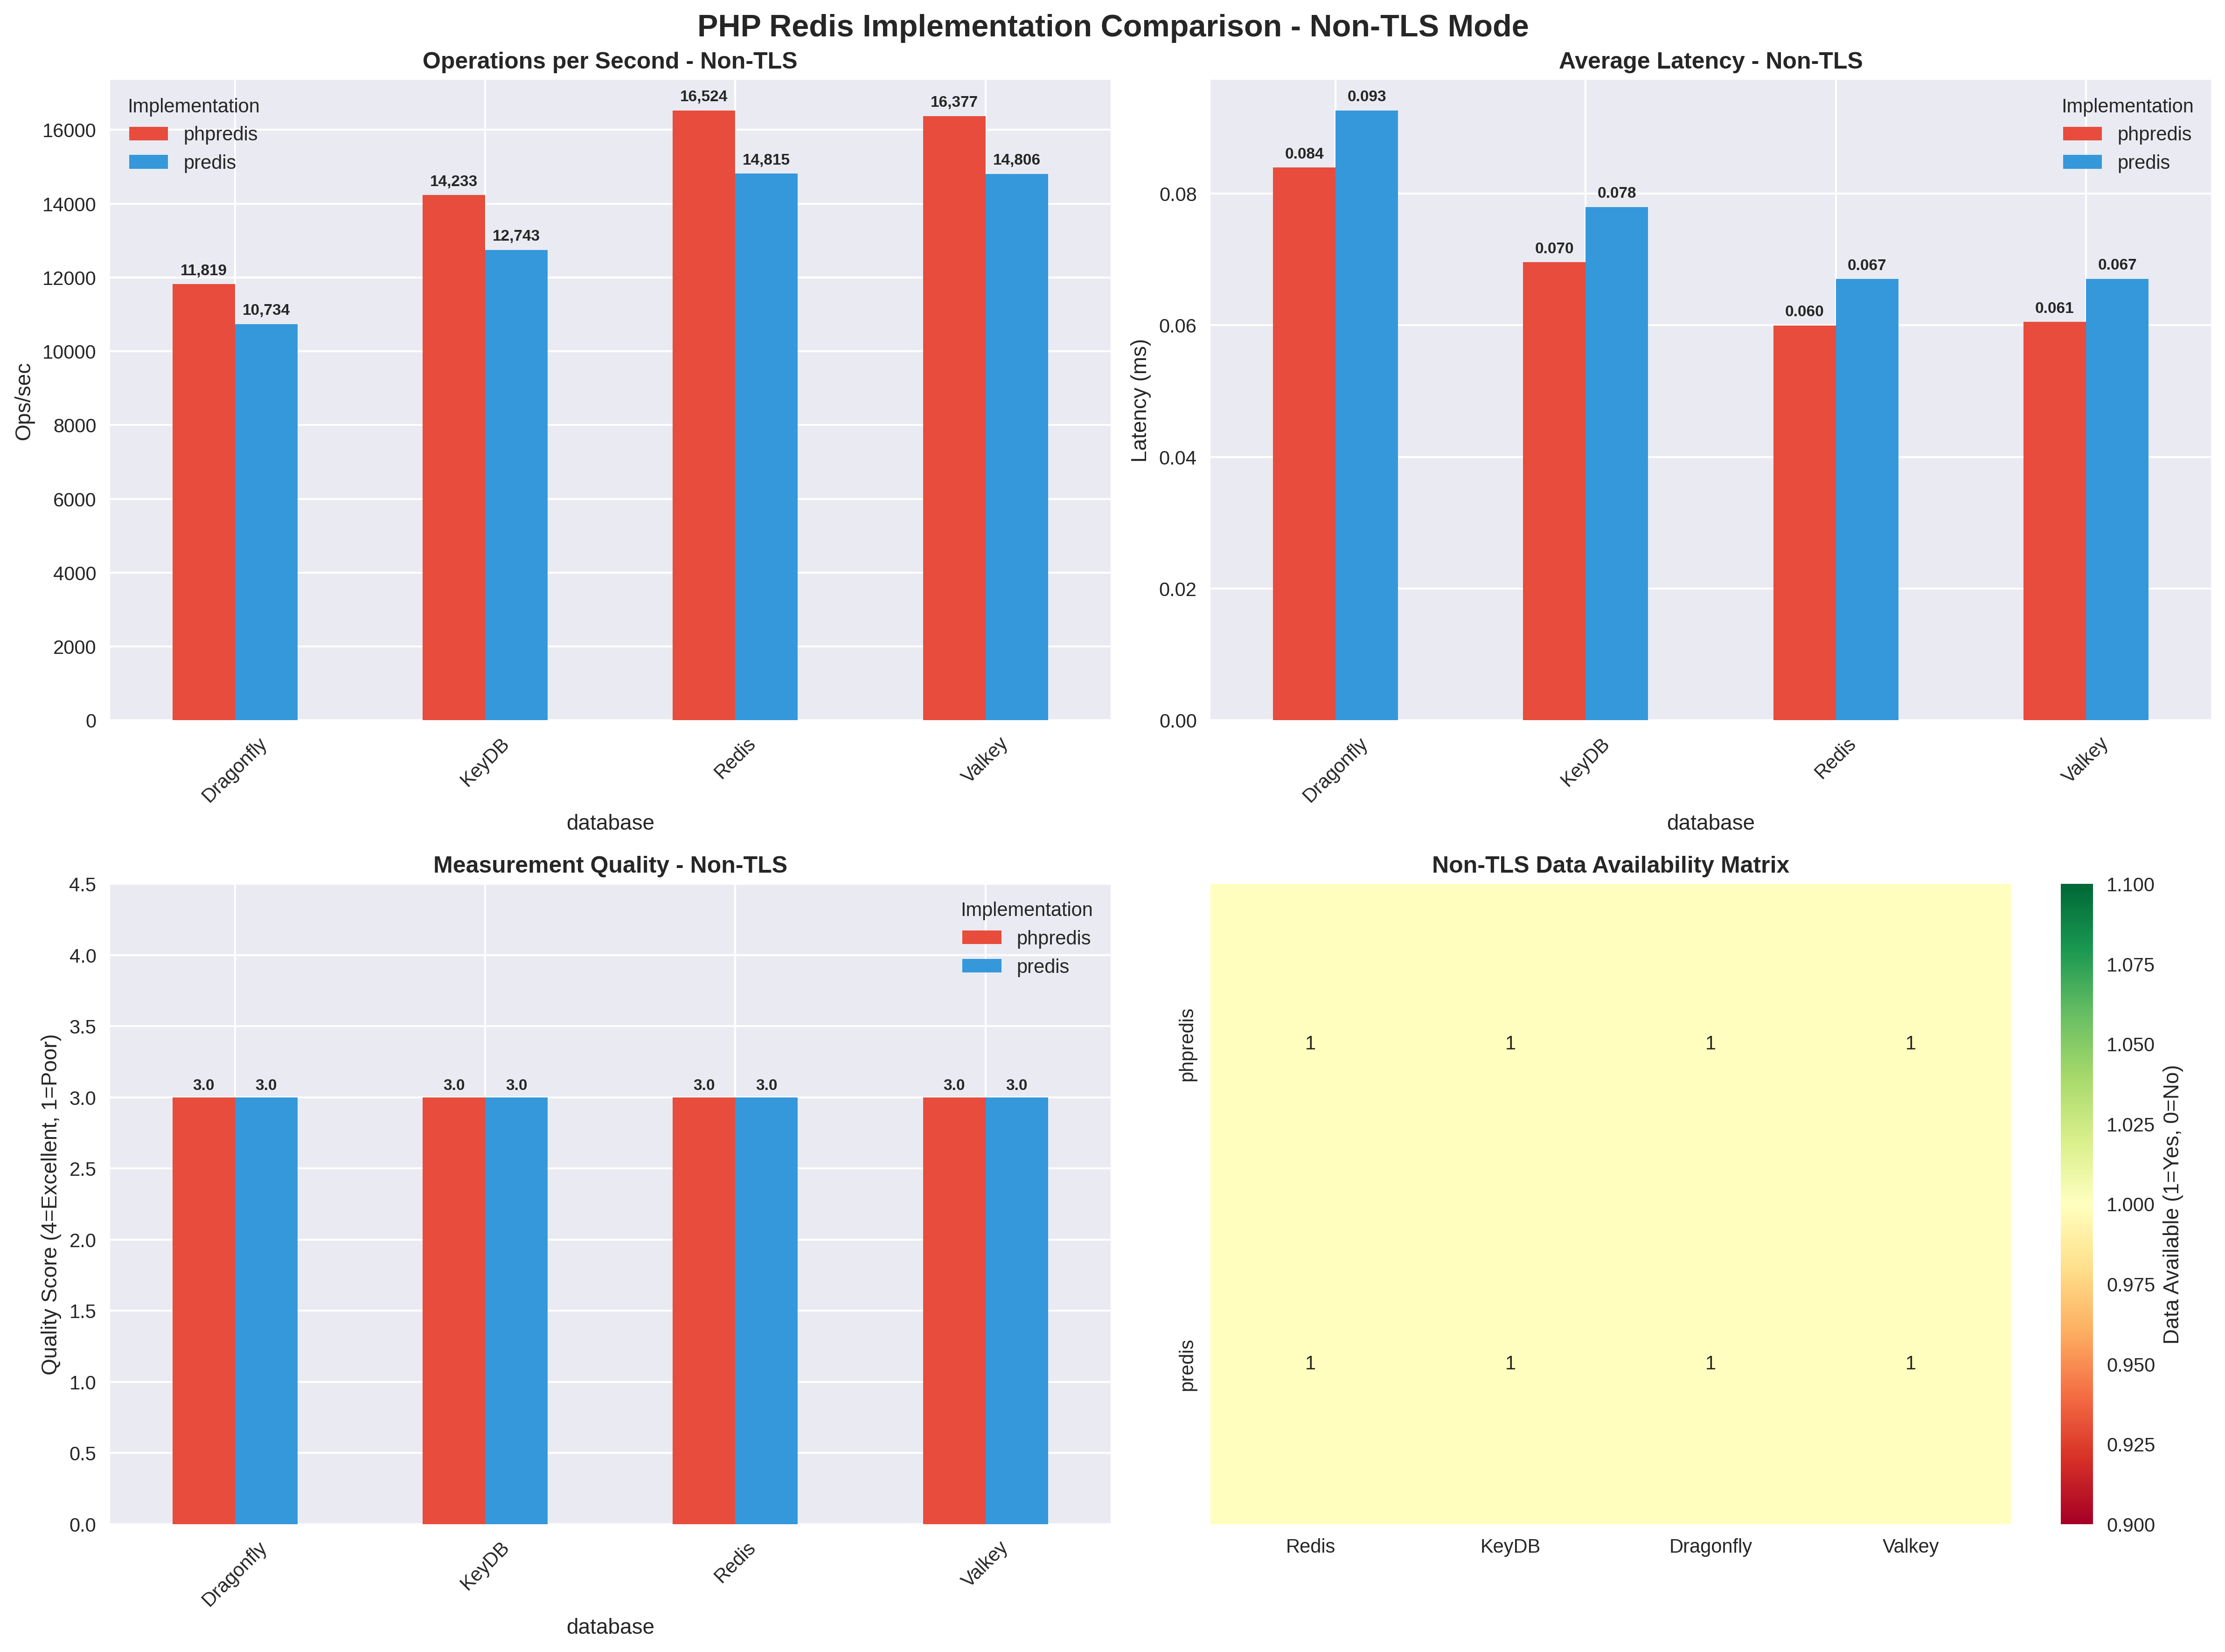 PHP Redis Implementation Comparison - Non-TLS Mode
Operations per Second - Non-TLS
Implementation
phpredis
predis
16000
14000
12000
10000
8000
6000
4000
2000
0
Ops/sec
11,819
10,734
14,233
12,743
16,524
14,815
16,377
14,806
Dragonfly
KeyDB
Redis
Valkey
database
Average Latency - Non-TLS
Implementation
phpredis
predis
0.08
0.06
0.04
0.02
0.00
Latency (ms)
0.084
0.093
0.070
0.078
0.060
0.067
0.061
0.067
Dragonfly
KeyDB
Redis
Valkey
database
Measurement Quality - Non-TLS
Implementation
phpredis
predis
4.5
4.0
3.5
3.0
2.5
2.0
1.5
1.0
0.5
0.0
Quality Score (4=Excellent, 1=Poor)
3.0
3.0
3.0
3.0
3.0
3.0
3.0
3.0
Dragonfly
KeyDB
Redis
Valkey
database
Non-TLS Data Availability Matrix
phpredis
1
1
1
1
predis
1
1
1
1
Redis
KeyDB
Dragonfly
Valkey
1.100
1.075
1.050
1.025
1.000
0.975
0.950
0.925
0.900
Data Available (1=Yes, 0=No)